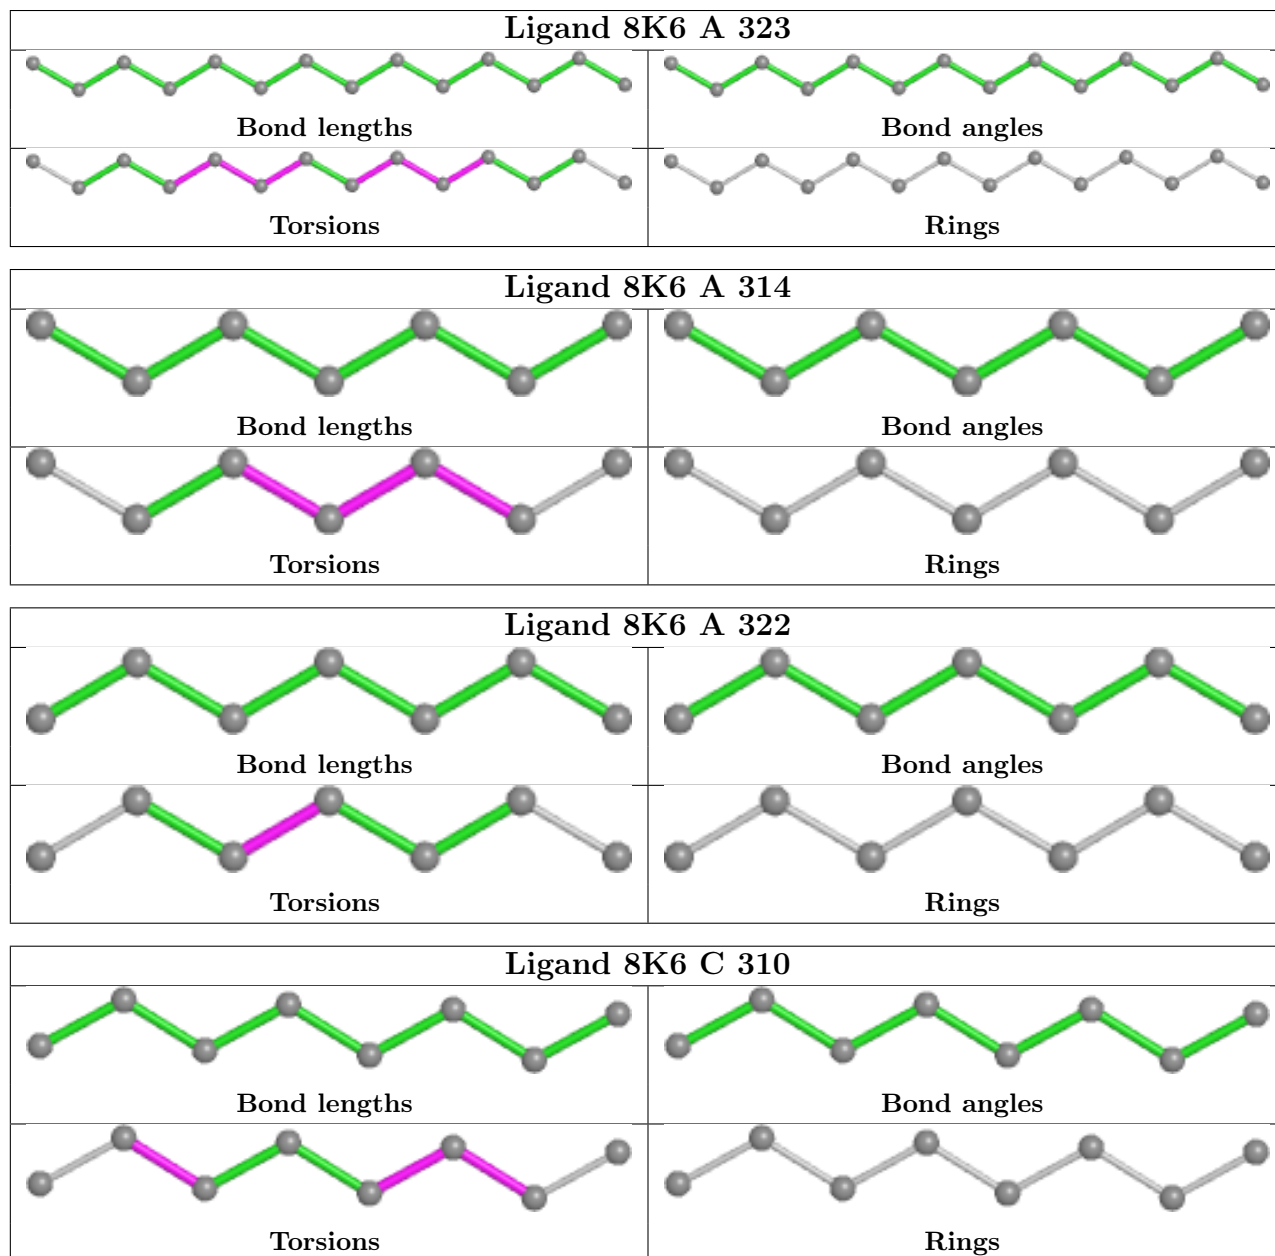 Ligand 8K6 A 323
Bond lengths
Bond angles
Torsions
Rings
Ligand 8K6 A 314
Bond lengths
Bond angles
Torsions
Rings
Ligand 8K6 A 322
Bond lengths
Bond angles
Torsions
Rings
Ligand 8K6 C 310
Bond lengths
Bond angles
Torsions
Rings